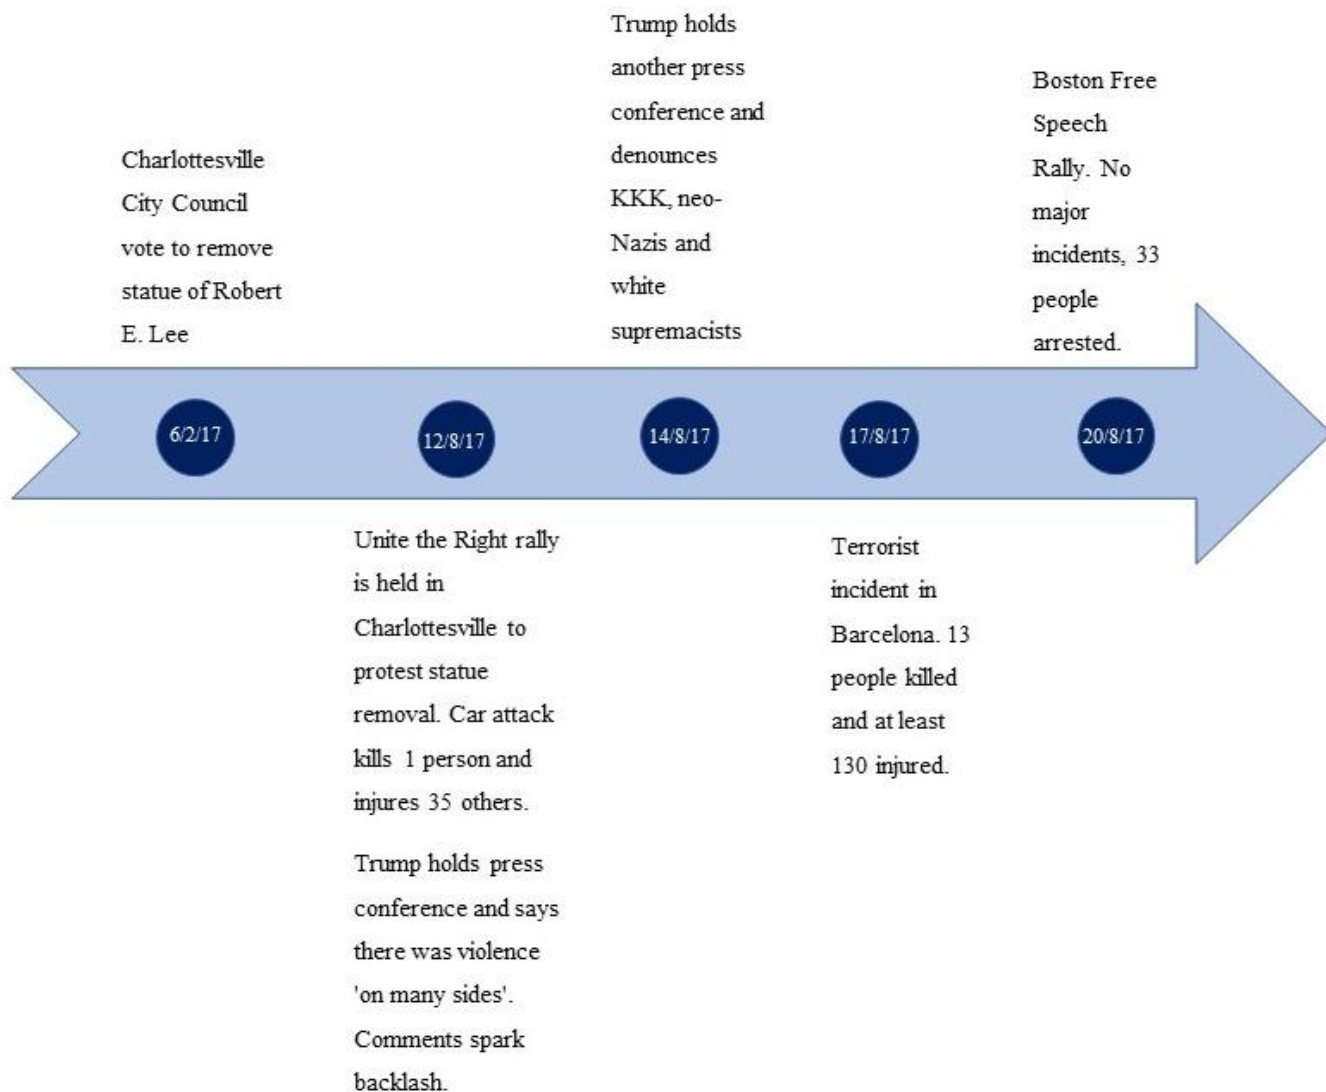 Charlottesville
City Council
vote to remove
statue of Robert
E. Lee
6/2/17
Unite the Right rally
is held in
Charlottesville to
protest statue
removal. Car attack
kills 1 person and
injures 35 others.
Trump holds press
conference and says
there was violence
'on many sides'.
Comments spark
backlash.
12/8/17
Trump holds
another press
conference and
denounces
KKK, neo-
Nazis and
white
supremacists
14/8/17
Terrorist
incident in
Barcelona. 13
people killed
and at least
130 injured.
17/8/17
Boston Free
Speech
Rally. No
major
incidents, 33
people
arrested.
20/8/17